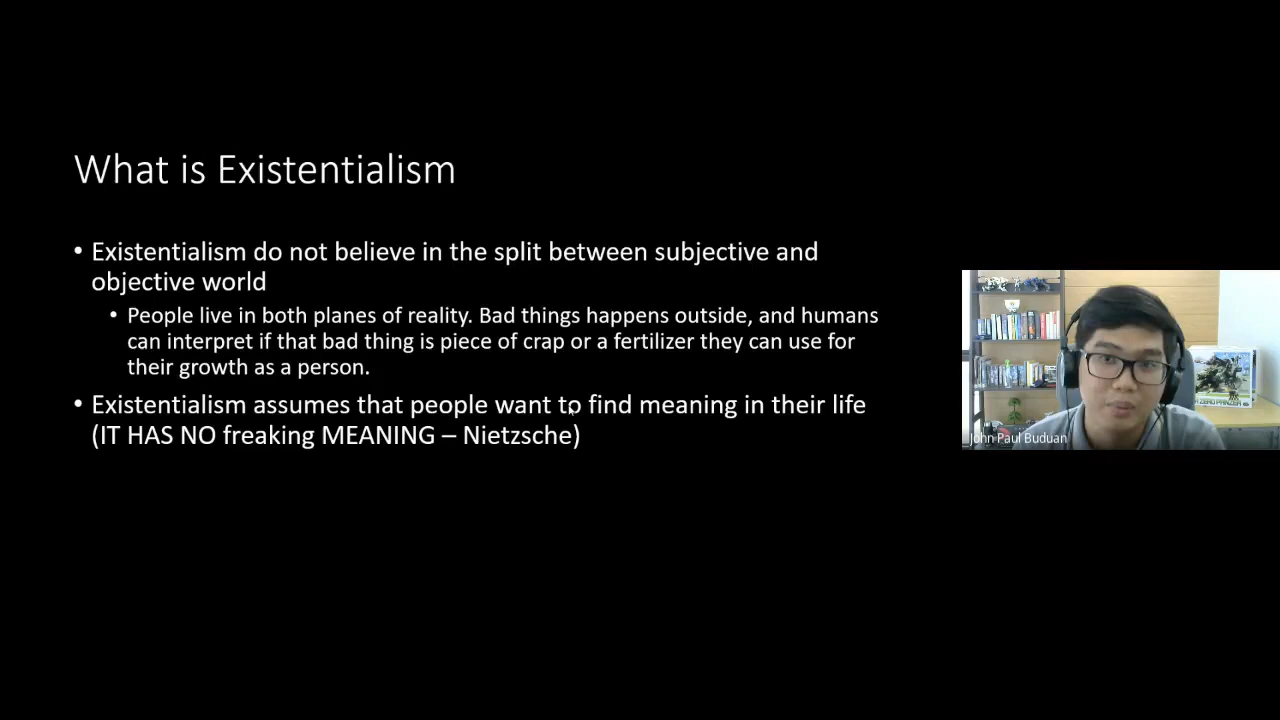 What is Existentialism
• Existentialism do not believe in the split between subjective and
objective world
• People live in both planes of reality. Bad things happens outside, and humans
can interpret if that bad thing is piece of crap or a fertilizer they can use for
their growth as a person.
• Existentialism assumes that people want to find meaning in their life
(IT HAS NO freaking MEANING – Nietzsche)
John Paul Buduan